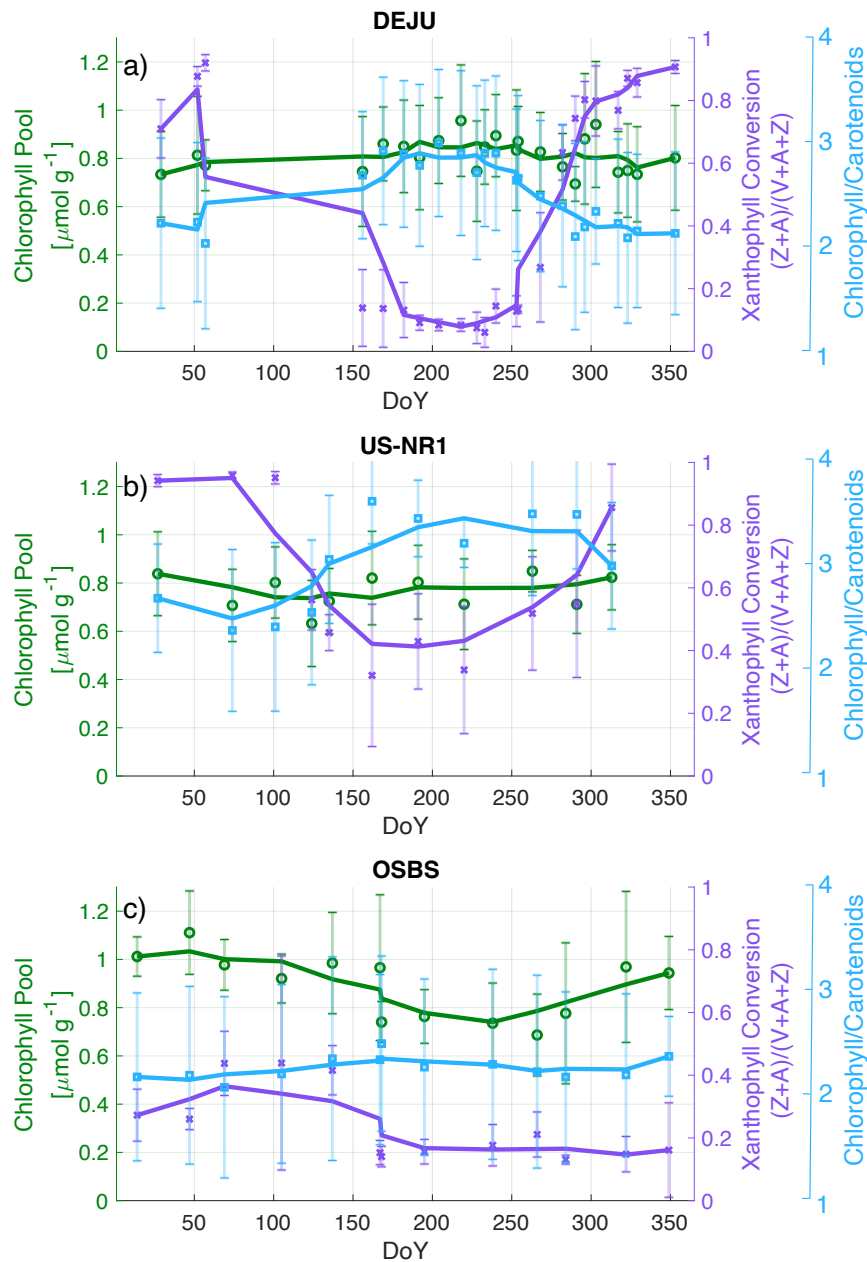 DEJU
a)
Chlorophyll Pool
[μmol g⁻¹]
1.2
1
0.8
0.6
0.4
0.2
0
1
0.8
0.6
0.4
0.2
0
Xanthophyll Conversion
(Z+A)/(V+A+Z)
4
3
2
1
Chlorophyll/Carotenoids
50 100 150 200 250 300 350
DoY
US-NR1
b)
Chlorophyll Pool
[μmol g⁻¹]
1.2
1
0.8
0.6
0.4
0.2
0
1
0.8
0.6
0.4
0.2
0
Xanthophyll Conversion
(Z+A)/(V+A+Z)
4
3
2
1
Chlorophyll/Carotenoids
50 100 150 200 250 300 350
DoY
OSBS
c)
Chlorophyll Pool
[μmol g⁻¹]
1.2
1
0.8
0.6
0.4
0.2
0
1
0.8
0.6
0.4
0.2
0
Xanthophyll Conversion
(Z+A)/(V+A+Z)
4
3
2
1
Chlorophyll/Carotenoids
50 100 150 200 250 300 350
DoY